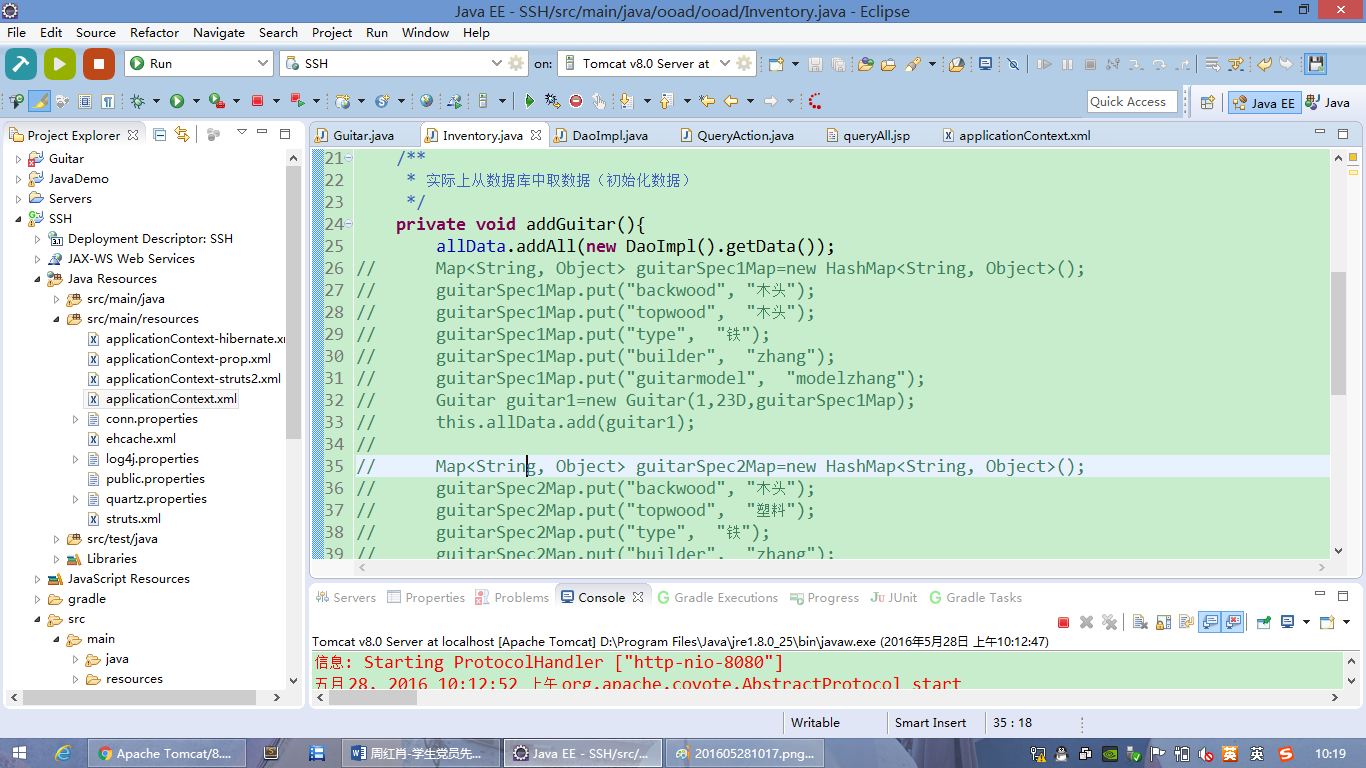 Java EE - SSH/src/main/java/ooad/ooad/Inventory.java - Eclipse
File Edit Source Refactor Navigate Search Project Run Window Help
Run SSH on: Tomcat v8.0 Server at
Quick Access Java EE Java
Project Explorer
Guitar
JavaDemo
Servers
SSH
Deployment Descriptor: SSH
JAX-WS Web Services
Java Resources
src/main/java
src/main/resources
applicationContext-hibernate.x
applicationContext-prop.xml
applicationContext-struts2.xml
applicationContext.xml
conn.properties
ehcache.xml
log4j.properties
public.properties
quartz.properties
struts.xml
src/test/java
Libraries
JavaScript Resources
gradle
src
main
java
resources
Guitar.java Inventory.java DaoImpl.java QueryAction.java queryAll.jsp applicationContext.xml
21 /**
22 * 实际上从数据库中取数据（初始化数据）
23 */
24 private void addGuitar(){
25 allData.addAll(new DaoImpl().getData());
26 // Map<String, Object> guitarSpec1Map=new HashMap<String, Object>();
27 // guitarSpec1Map.put("backwood", "木头");
28 // guitarSpec1Map.put("topwood", "木头");
29 // guitarSpec1Map.put("type", "铁");
30 // guitarSpec1Map.put("builder", "zhang");
31 // guitarSpec1Map.put("guitarmodel", "modelzhang");
32 // Guitar guitar1=new Guitar(1,23D,guitarSpec1Map);
33 // this.allData.add(guitar1);
34 //
35 // Map<String, Object> guitarSpec2Map=new HashMap<String, Object>();
36 // guitarSpec2Map.put("backwood", "木头");
37 // guitarSpec2Map.put("topwood", "塑料");
38 // guitarSpec2Map.put("type", "铁");
39 // guitarSpec2Map.put("builder", "zhang");
Servers Properties Problems Console Gradle Executions Progress JUnit Gradle Tasks
Tomcat v8.0 Server at localhost [Apache Tomcat] D:\Program Files\Java\jre1.8.0_25\bin\javaw.exe (2016年5月28日 上午10:12:47)
信息: Starting ProtocolHandler ["http-nio-8080"]
五月 28, 2016 10:12:52 上午 org.apache.coyote.AbstractProtocol start
Writable Smart Insert 35 : 18
Apache Tomcat/8.... 周红肖-学生党员先... Java EE - SSH/src/... 201605281017.png... 英 英 10:19